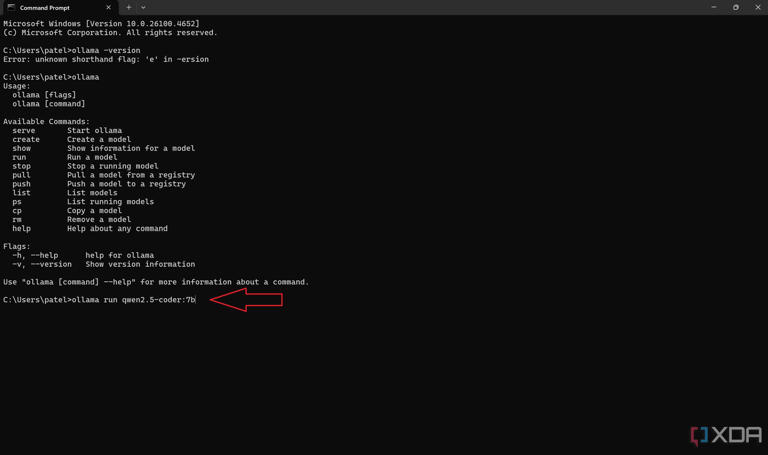 Command Prompt
Microsoft Windows [Version 10.0.26100.4652]
(c) Microsoft Corporation. All rights reserved.
C:\Users\patel>ollama -version
Error: unknown shorthand flag: 'e' in -ersion
C:\Users\patel>ollama
Usage:
  ollama [flags]
  ollama [command]
Available Commands:
  serve       Start ollama
  create      Create a model
  show        Show information for a model
  run         Run a model
  stop        Stop a running model
  pull        Pull a model from a registry
  push        Push a model to a registry
  list        List models
  ps          List running models
  cp          Copy a model
  rm          Remove a model
  help        Help about any command
Flags:
  -h, --help      help for ollama
  -v, --version   Show version information
Use "ollama [command] --help" for more information about a command.
C:\Users\patel>ollama run qwen2.5-coder:7b
XDA